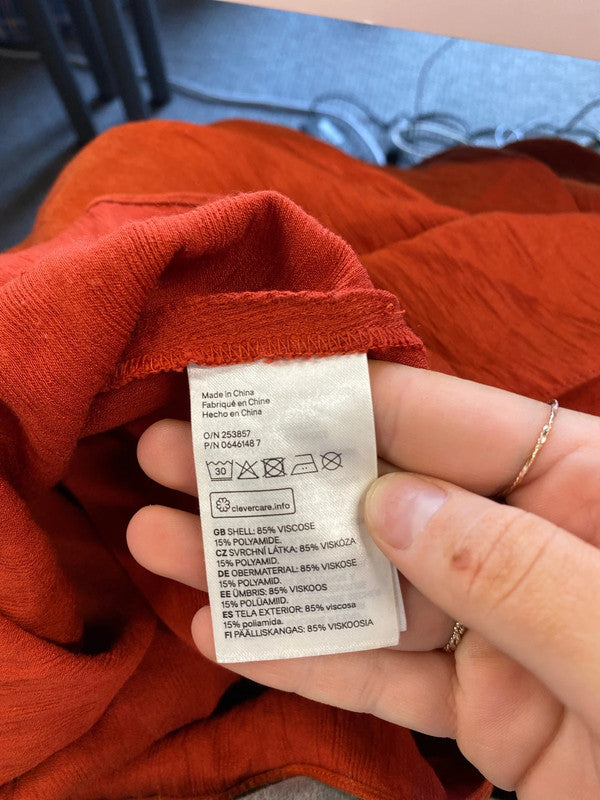 Made in China
Fabriqué en Chine
Hecho en China
O/N 253857
P/N 0646148 7
30
clevercare.info
GB SHELL: 85% VISCOSE
15% POLYAMIDE.
CZ SVRCHNÍ LÁTKA: 85% VISKÓZA
15% POLYAMID.
DE OBERMATERIAL: 85% VISKOSE
15% POLYAMID.
EE ÜMBRIS: 85% VISKOOS
15% POLÜAMIID.
ES TELA EXTERIOR: 85% viscosa
15% poliamida.
FI PÄÄLLISKANGAS: 85% VISKOOSIA